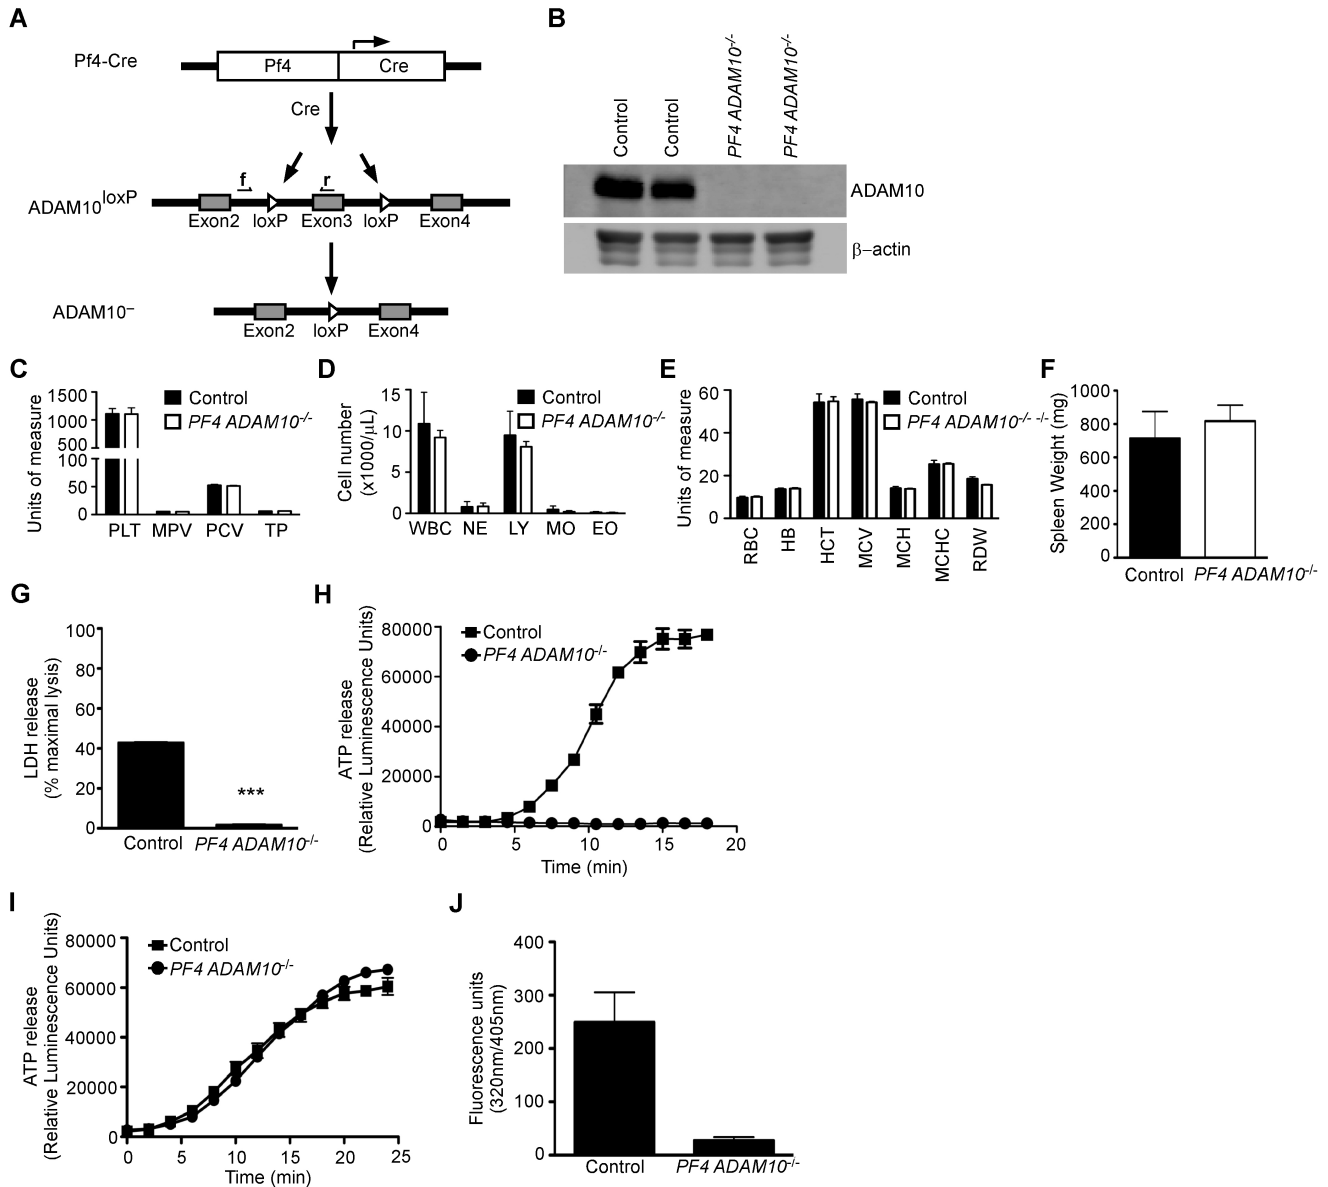 A
Pf4-Cre
Pf4
Cre
Cre
f
r
ADAM10loxP
Exon2
loxP
Exon3
loxP
Exon4
ADAM10–
Exon2
loxP
Exon4
B
Control
Control
PF4 ADAM10-/-
PF4 ADAM10-/-
ADAM10
β–actin
C
Units of measure
1500
1000
500
100
50
0
Control
PF4 ADAM10-/-
PLT MPV PCV TP
D
Cell number
(x1000/µL)
15
10
5
0
Control
PF4 ADAM10-/-
WBC NE LY MO EO
E
Units of measure
60
40
20
0
Control
PF4 ADAM10-/- -/-
RBC
HB
HCT
MCV
MCH
MCHC
RDW
F
Spleen Weight (mg)
1000
800
600
400
200
0
Control
PF4 ADAM10-/-
G
LDH release
(% maximal lysis)
100
80
60
40
20
0
***
Control
PF4 ADAM10-/-
H
ATP release
(Relative Luminescence Units)
80000
60000
40000
20000
0
Control
PF4 ADAM10-/-
0 5 10 15 20
Time (min)
I
ATP release
(Relative Luminescence Units)
80000
60000
40000
20000
0
Control
PF4 ADAM10-/-
0 5 10 15 20 25
Time (min)
J
Fluorescence units
(320nm/405nm)
400
300
200
100
0
Control
PF4 ADAM10-/-